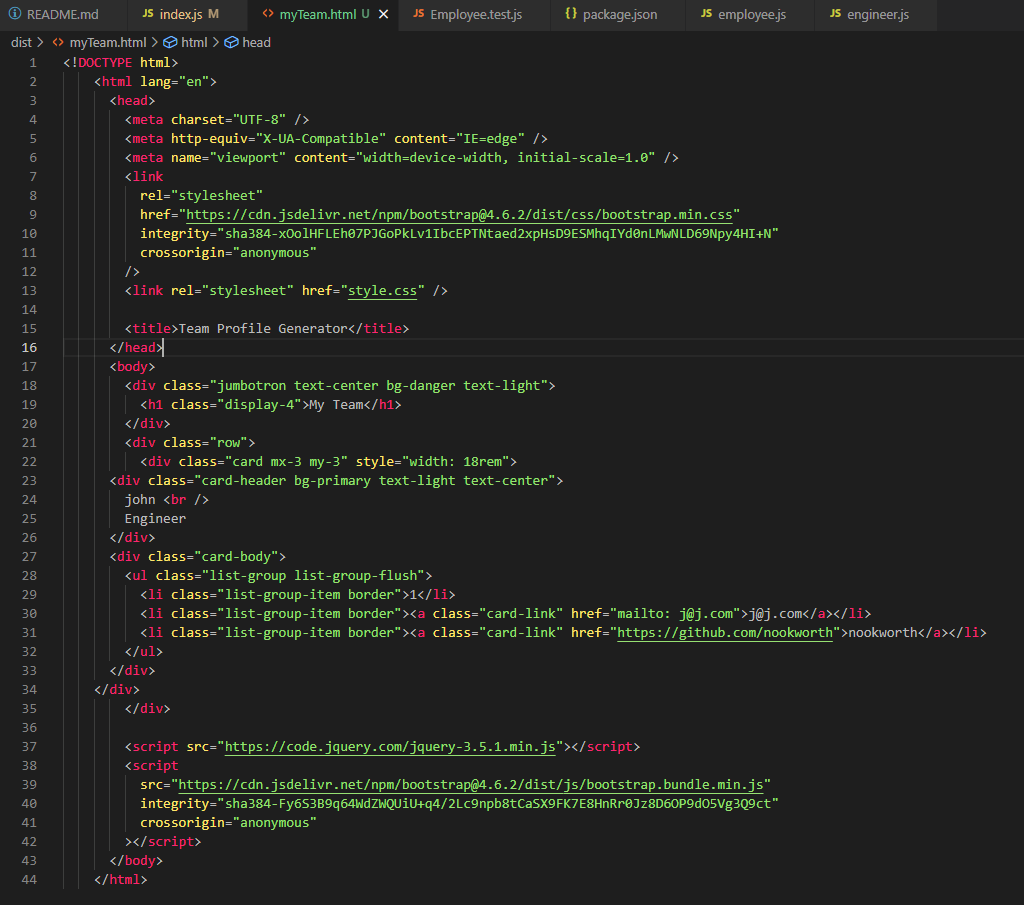 README.md JS index.js M <> myTeam.html U × JS Employee.test.js {} package.json JS employee.js JS engineer.js
dist > <> myTeam.html > html > head
1 <!DOCTYPE html>
2 <html lang="en">
3 <head>
4 <meta charset="UTF-8" />
5 <meta http-equiv="X-UA-Compatible" content="IE=edge" />
6 <meta name="viewport" content="width=device-width, initial-scale=1.0" />
7 <link
8 rel="stylesheet"
9 href="https://cdn.jsdelivr.net/npm/bootstrap@4.6.2/dist/css/bootstrap.min.css"
10 integrity="sha384-xOolHFLEh07PJGoPkLv1IbcEPTNtaed2xpHsD9ESMhqIYd0nLMwNLD69Npy4HI+N"
11 crossorigin="anonymous"
12 />
13 <link rel="stylesheet" href="style.css" />
14
15 <title>Team Profile Generator</title>
16 </head>
17 <body>
18 <div class="jumbotron text-center bg-danger text-light">
19 <h1 class="display-4">My Team</h1>
20 </div>
21 <div class="row">
22 <div class="card mx-3 my-3" style="width: 18rem">
23 <div class="card-header bg-primary text-light text-center">
24 john <br />
25 Engineer
26 </div>
27 <div class="card-body">
28 <ul class="list-group list-group-flush">
29 <li class="list-group-item border">1</li>
30 <li class="list-group-item border"><a class="card-link" href="mailto: j@j.com">j@j.com</a></li>
31 <li class="list-group-item border"><a class="card-link" href="https://github.com/nookworth">nookworth</a></li>
32 </ul>
33 </div>
34 </div>
35 </div>
36
37 <script src="https://code.jquery.com/jquery-3.5.1.min.js"></script>
38 <script
39 src="https://cdn.jsdelivr.net/npm/bootstrap@4.6.2/dist/js/bootstrap.bundle.min.js"
40 integrity="sha384-Fy6S3B9q64WdZWQUiU+q4/2Lc9npb8tCaSX9FK7E8HnRr0Jz8D6OP9dO5Vg3Q9ct"
41 crossorigin="anonymous"
42 ></script>
43 </body>
44 </html>